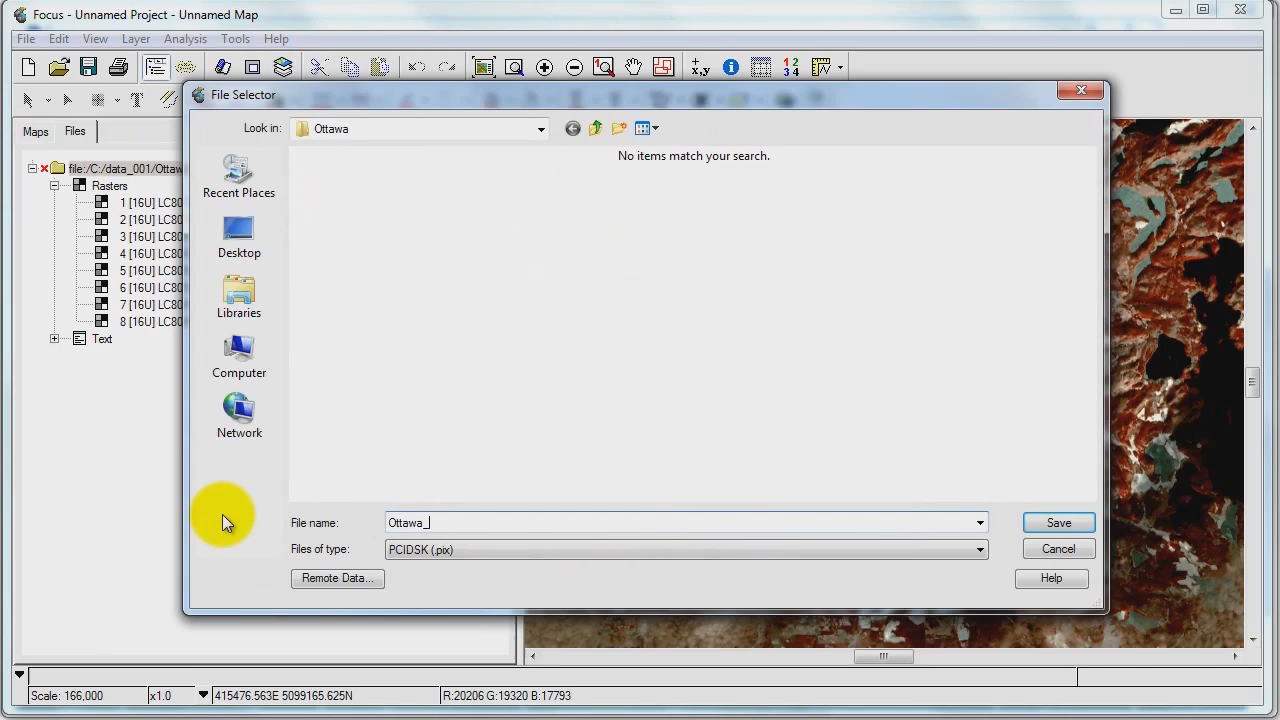 Focus - Unnamed Project - Unnamed Map
File Edit View Layer Analysis Tools Help
File Selector
Maps Files
Look in: Ottawa
No items match your search.
file:/C:/data_001/Ottaw
Rasters
1 [16U] LC80
2 [16U] LC80
3 [16U] LC80
4 [16U] LC80
5 [16U] LC80
6 [16U] LC80
7 [16U] LC80
8 [16U] LC80
Text
Recent Places
Desktop
Libraries
Computer
Network
File name: Ottawa_ Save
Files of type: PCIDSK (.pix) Cancel
Remote Data... Help
Scale: 166,000 x1.0 415476.563E 5099165.625N R:20206 G:19320 B:17793